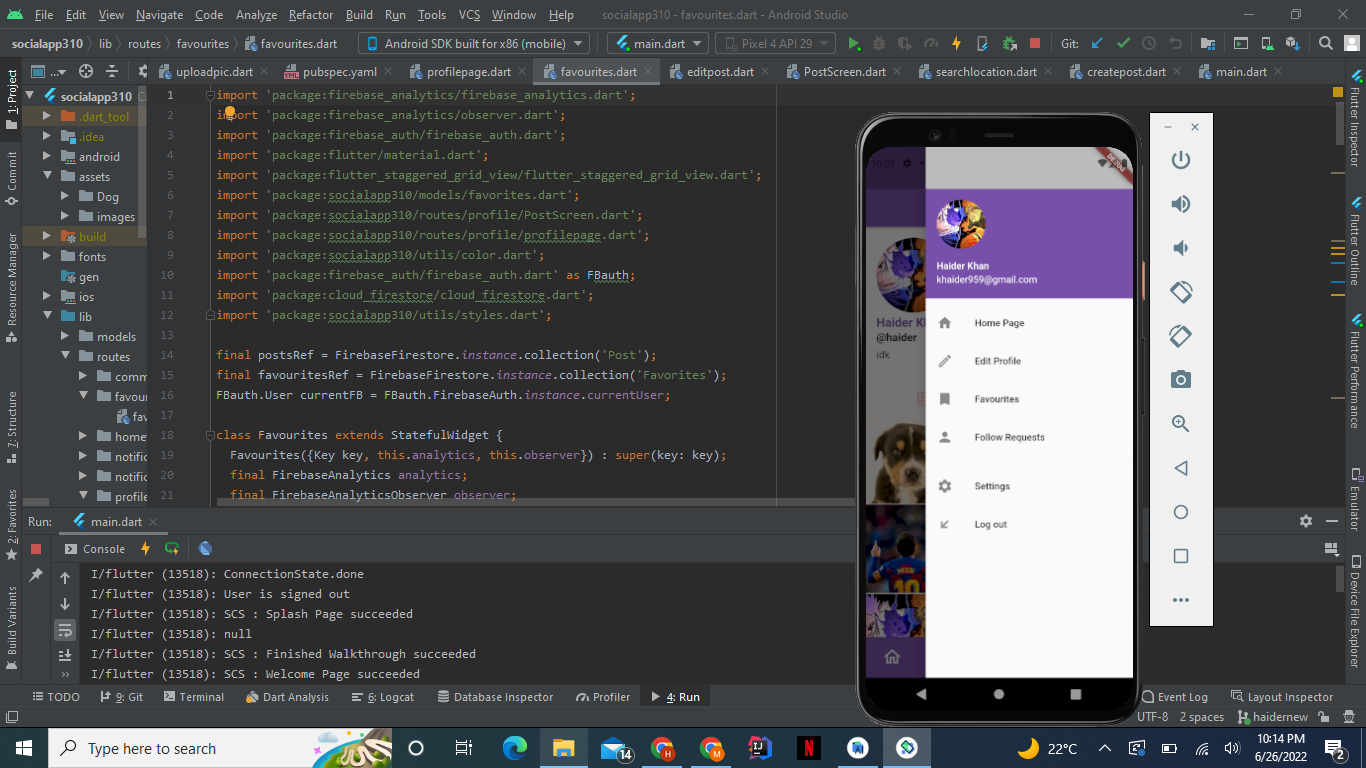 File Edit View Navigate Code Analyze Refactor Build Run Tools VCS Window Help socialapp310 - favourites.dart - Android Studio
socialapp310 lib routes favourites favourites.dart Android SDK built for x86 (mobile) main.dart Pixel 4 API 29 Git:
... uploadpic.dart pubspec.yaml profilepage.dart favourites.dart editpost.dart PostScreen.dart searchlocation.dart createpost.dart main.dart
1: Project
Commit
Resource Manager
7: Structure
2: Favorites
Build Variants
socialapp310
.dart_tool
.idea
android
assets
Dog
images
build
fonts
gen
ios
lib
models
routes
comm
favour
fav
home
notific
notific
profile
1 import 'package:firebase_analytics/firebase_analytics.dart';
2 import 'package:firebase_analytics/observer.dart';
3 import 'package:firebase_auth/firebase_auth.dart';
4 import 'package:flutter/material.dart';
5 import 'package:flutter_staggered_grid_view/flutter_staggered_grid_view.dart';
6 import 'package:socialapp310/models/favorites.dart';
7 import 'package:socialapp310/routes/profile/PostScreen.dart';
8 import 'package:socialapp310/routes/profile/profilepage.dart';
9 import 'package:socialapp310/utils/color.dart';
10 import 'package:firebase_auth/firebase_auth.dart' as FBauth;
11 import 'package:cloud_firestore/cloud_firestore.dart';
12 import 'package:socialapp310/utils/styles.dart';
13
14 final postsRef = FirebaseFirestore.instance.collection('Post');
15 final favouritesRef = FirebaseFirestore.instance.collection('Favorites');
16 FBauth.User currentFB = FBauth.FirebaseAuth.instance.currentUser;
17
18 class Favourites extends StatefulWidget {
19 Favourites({Key key, this.analytics, this.observer}) : super(key: key);
20 final FirebaseAnalytics analytics;
21 final FirebaseAnalyticsObserver observer;
DEBUG
Haider Khan
khaider959@gmail.com
Home Page
Edit Profile
Favourites
Follow Requests
Settings
Log out
Haider K
@haider
idk
MESSI
10
Flutter Inspector
Flutter Outline
Flutter Performance
Emulator
Device File Explorer
Run: main.dart
Console
I/flutter (13518): ConnectionState.done
I/flutter (13518): User is signed out
I/flutter (13518): SCS : Splash Page succeeded
I/flutter (13518): null
I/flutter (13518): SCS : Finished Walkthrough succeeded
I/flutter (13518): SCS : Welcome Page succeeded
TODO 9: Git Terminal Dart Analysis 6: Logcat Database Inspector Profiler 4: Run Event Log Layout Inspector
UTF-8 2 spaces haidernew
Type here to search 14 H M IJ N 22°C 10:14 PM
6/26/2022 2